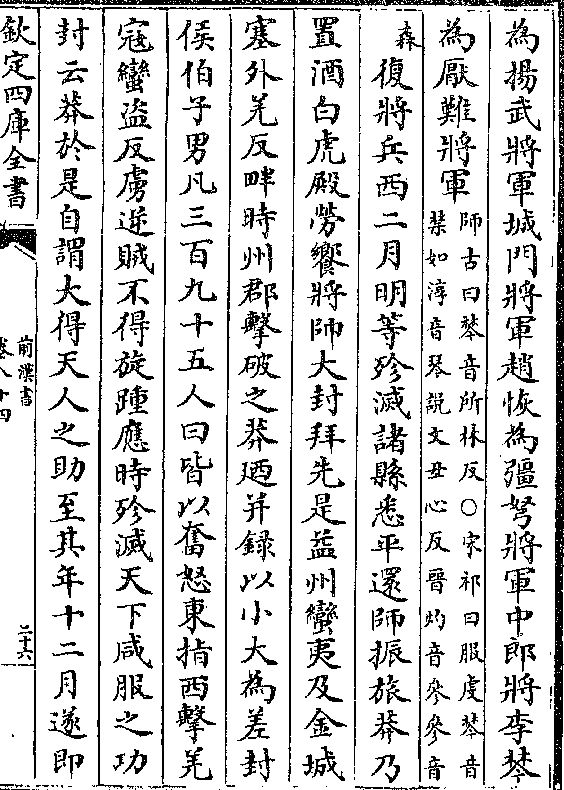 為揚武將軍城門將軍趙恢為彊弩將軍中郎將李棽
為厭難將軍師古曰棽音所林反○宋祁曰服虔棽音
禁如淳音琴説文丑心反晋灼音參參音
森復將兵西二月明等殄滅諸縣悉平還師振旅莽乃
置酒白虎殿勞饗將帥大封拜先是益州蠻夷及金城
塞外羌反畔時州郡擊破之莽廼并錄以小大為差封
侯伯子男凡三百九十五人曰皆以奮怒東指西擊羌
寇蠻盜反虜逆賊不得旋踵應時殄滅天下咸服之功
封云莽於是自謂大得天人之助至其年十二月遂即
欽定四庫全書
前漢書
卷八十四
二十六